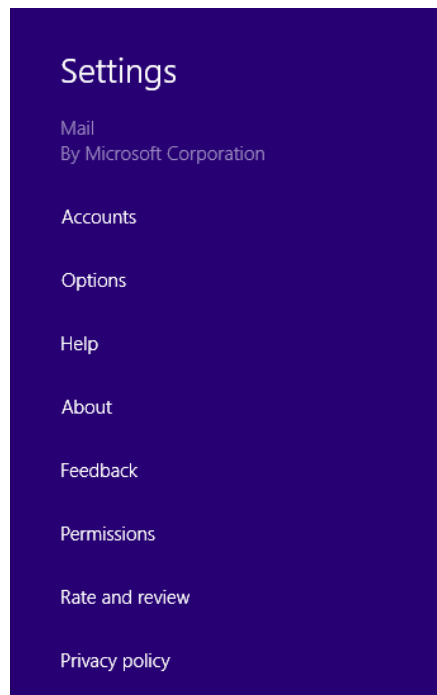 Settings
Mail
By Microsoft Corporation
Accounts
Options
Help
About
Feedback
Permissions
Rate and review
Privacy policy